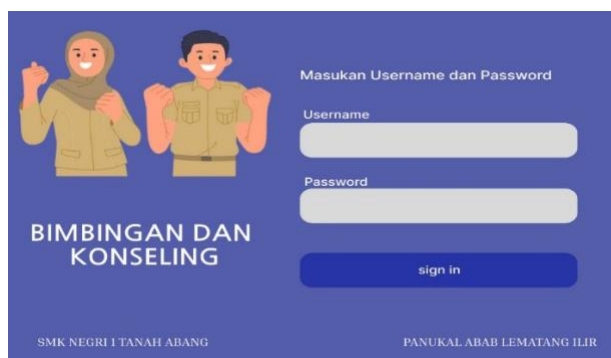 Masukan Username dan Password
Username
Password
BIMBINGAN DAN
KONSELING
sign in
SMK NEGRI 1 TANAH ABANG
PANUKAL ABAB LEMATANG ILIR